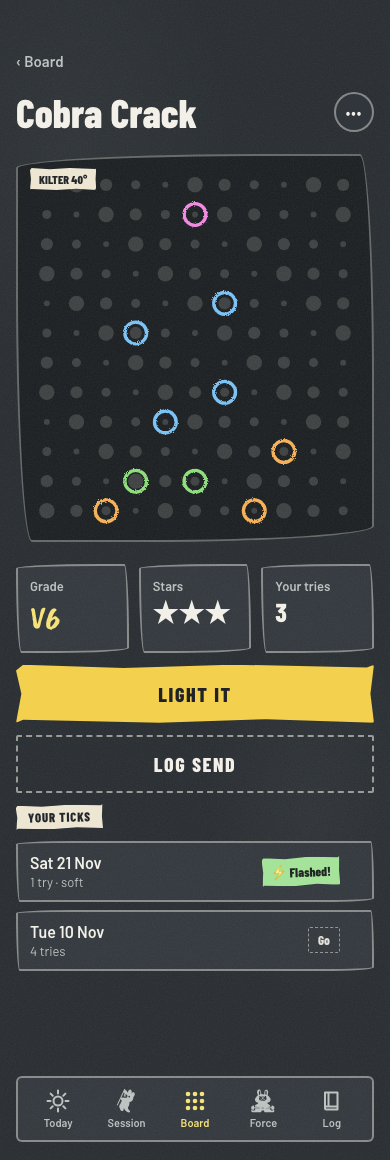 ‹ Board
Cobra Crack
KILTER 40°
Grade
V6
Stars
★★★
Your tries
3
LIGHT IT
LOG SEND
YOUR TICKS
Sat 21 Nov
1 try · soft
⚡ Flashed!
Tue 10 Nov
4 tries
Go
Today
Session
Board
Force
Log